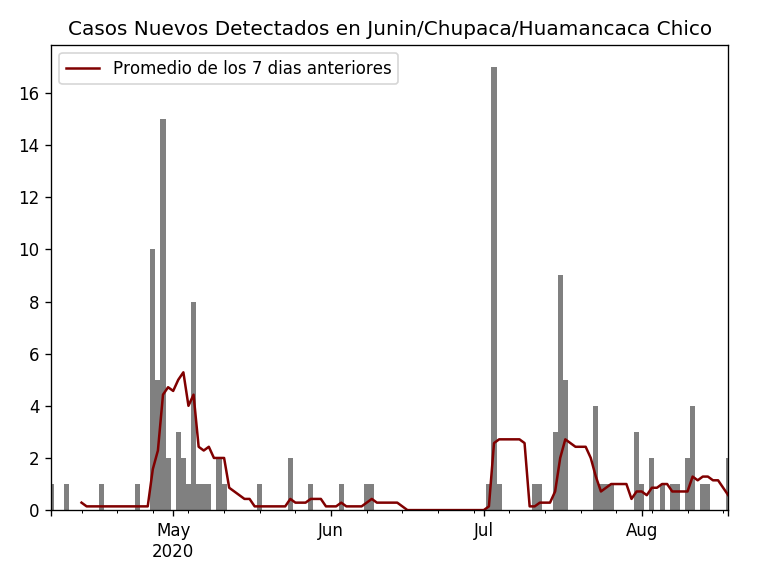 Casos Nuevos Detectados en Junin/Chupaca/Huamancaca Chico
Promedio de los 7 dias anteriores
16
14
12
10
8
6
4
2
0
May
2020
Jun
Jul
Aug